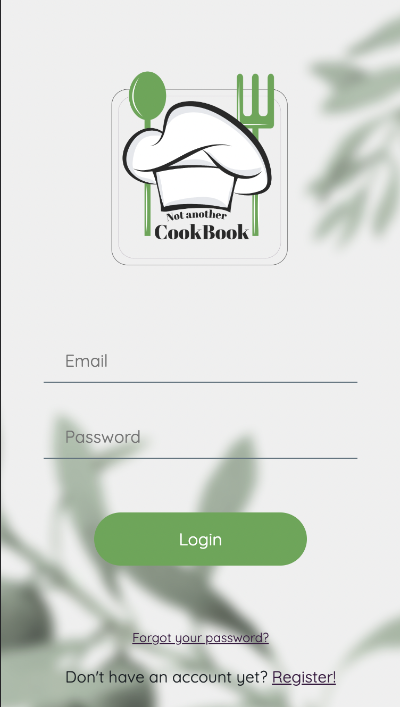 Not another
CookBook
Email
Password
Login
Forgot your password?
Don't have an account yet? Register!